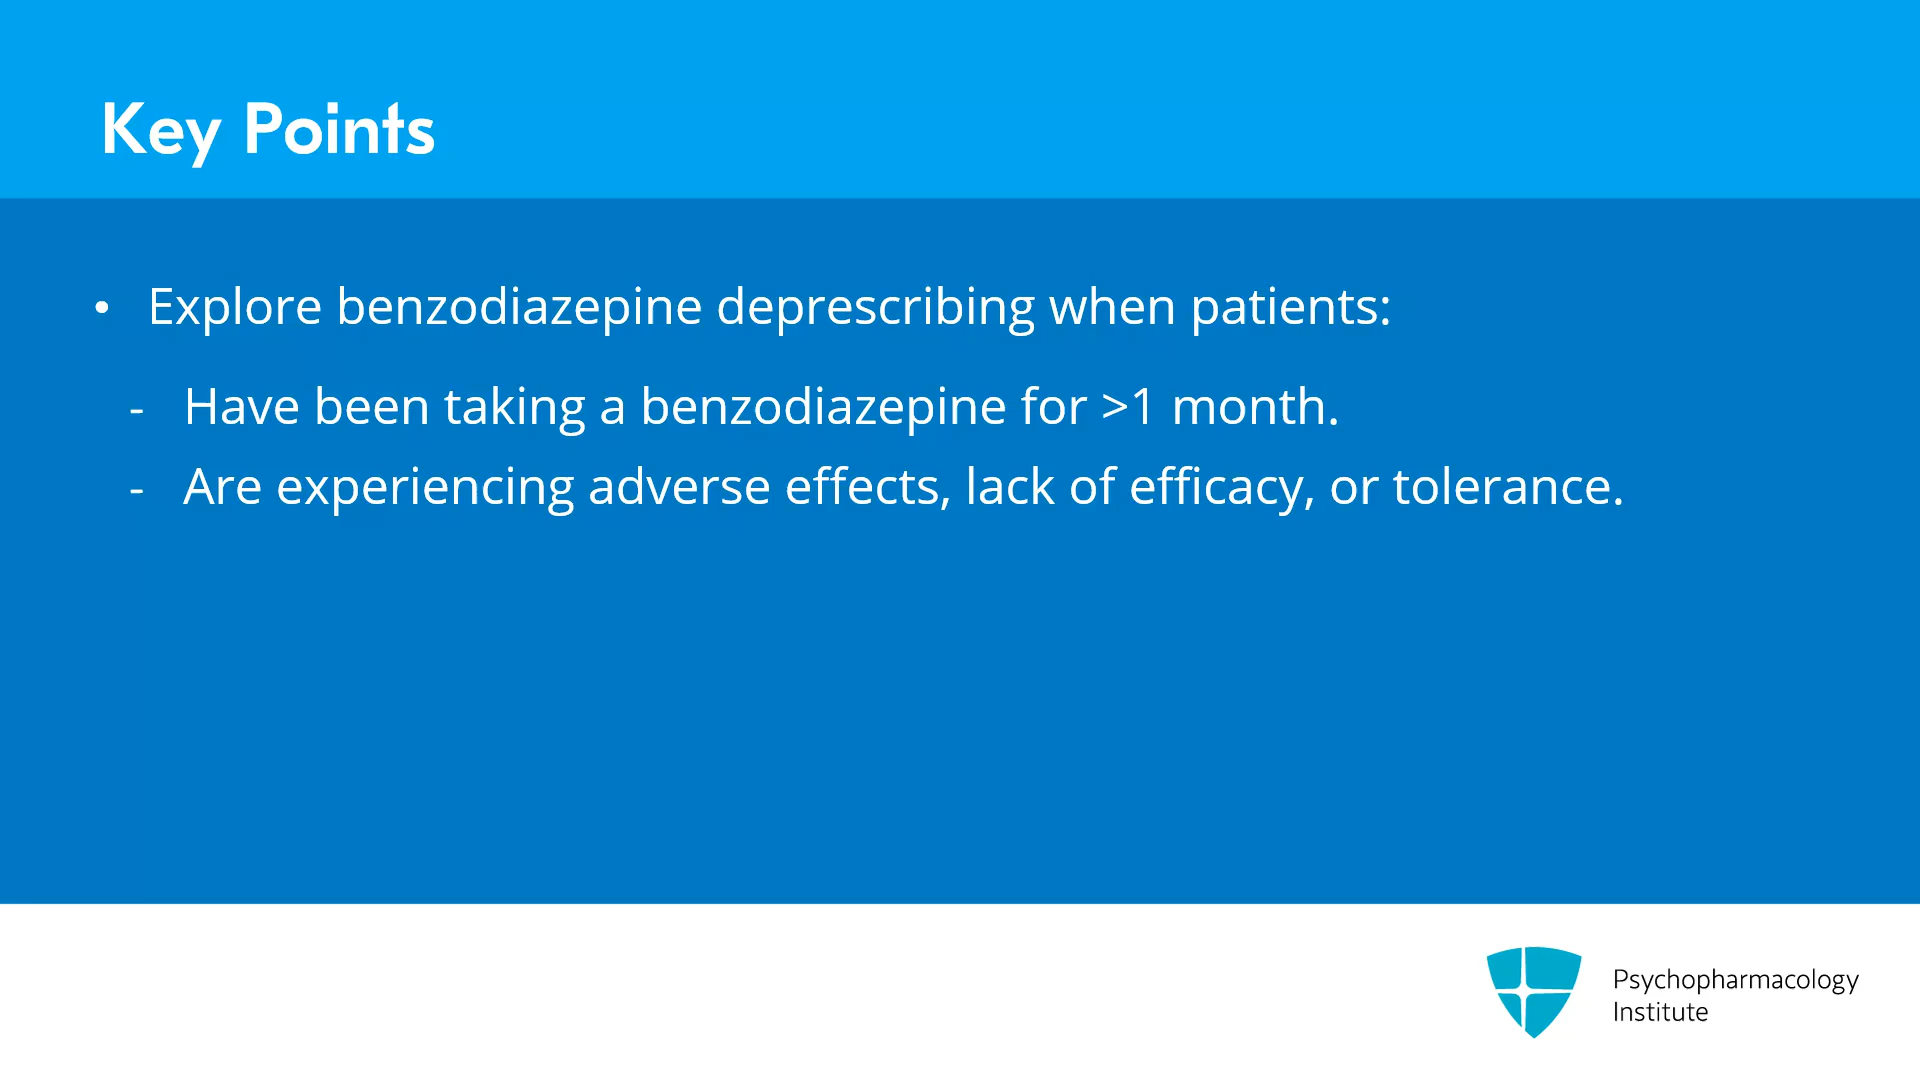 Key Points
• Explore benzodiazepine deprescribing when patients:
- Have been taking a benzodiazepine for >1 month.
- Are experiencing adverse effects, lack of efficacy, or tolerance.
Psychopharmacology
Institute